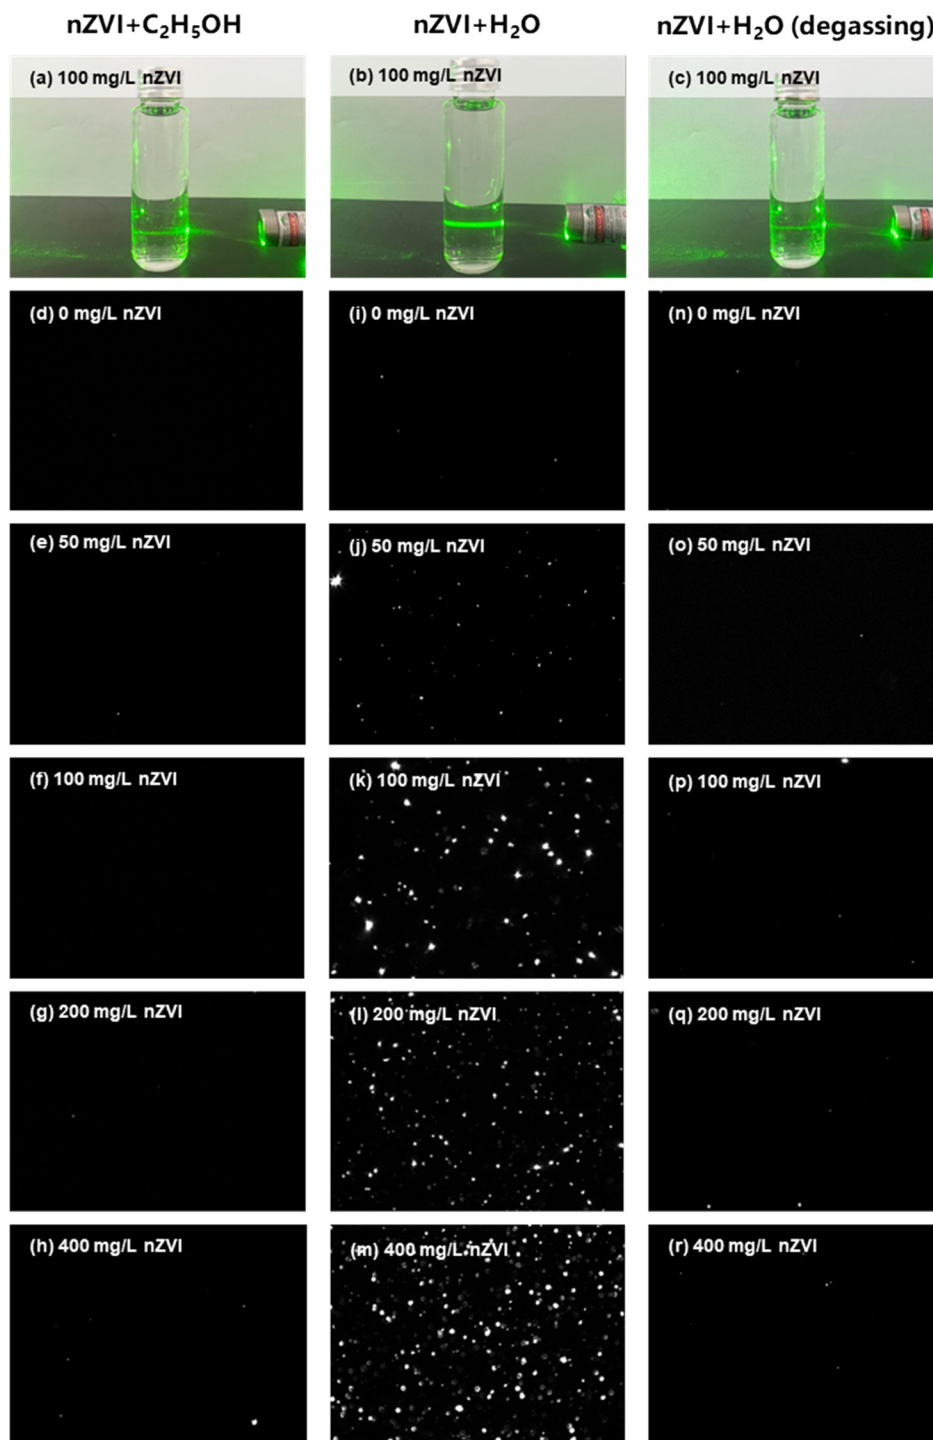 nZVI+C₂H₅OH nZVI+H₂O nZVI+H₂O (degassing)
(a) 100 mg/L nZVI (b) 100 mg/L nZVI (c) 100 mg/L nZVI
(d) 0 mg/L nZVI (i) 0 mg/L nZVI (n) 0 mg/L nZVI
(e) 50 mg/L nZVI (j) 50 mg/L nZVI (o) 50 mg/L nZVI
(f) 100 mg/L nZVI (k) 100 mg/L nZVI (p) 100 mg/L nZVI
(g) 200 mg/L nZVI (l) 200 mg/L nZVI (q) 200 mg/L nZVI
(h) 400 mg/L nZVI (m) 400 mg/L nZVI (r) 400 mg/L nZVI